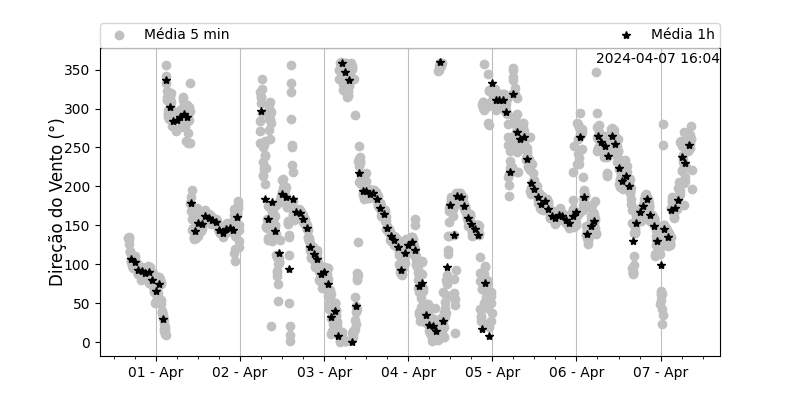 Média 5 min
Média 1h
2024-04-07 16:04
Direção do Vento (°)
350
300
250
200
150
100
50
0
01 - Apr
02 - Apr
03 - Apr
04 - Apr
05 - Apr
06 - Apr
07 - Apr